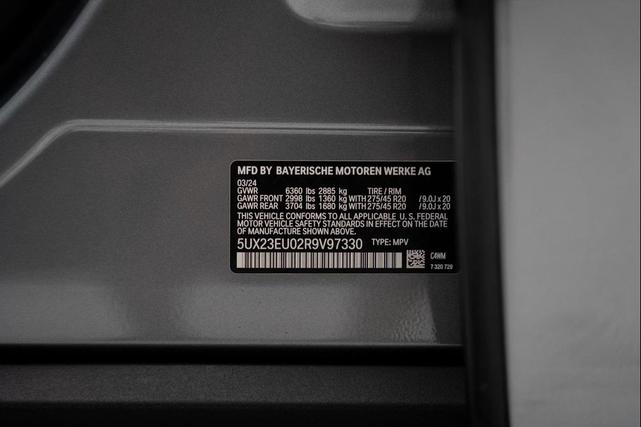 MFD BY BAYERISCHE MOTOREN WERKE AG
03/24
GVWR 6360 lbs 2885 kg TIRE / RIM
GAWR FRONT 2998 lbs 1360 kg WITH 275/45 R20 / 9.0J x 20
GAWR REAR 3704 lbs 1680 kg WITH 275/45 R20 / 9.0J x 20
THIS VEHICLE CONFORMS TO ALL APPLICABLE U. S. FEDERAL
MOTOR VEHICLE SAFETY STANDARDS IN EFFECT ON THE DATE
OF MANUFACTURE SHOWN ABOVE.
5UX23EU02R9V97330 TYPE: MPV
C4WM
7 320 729